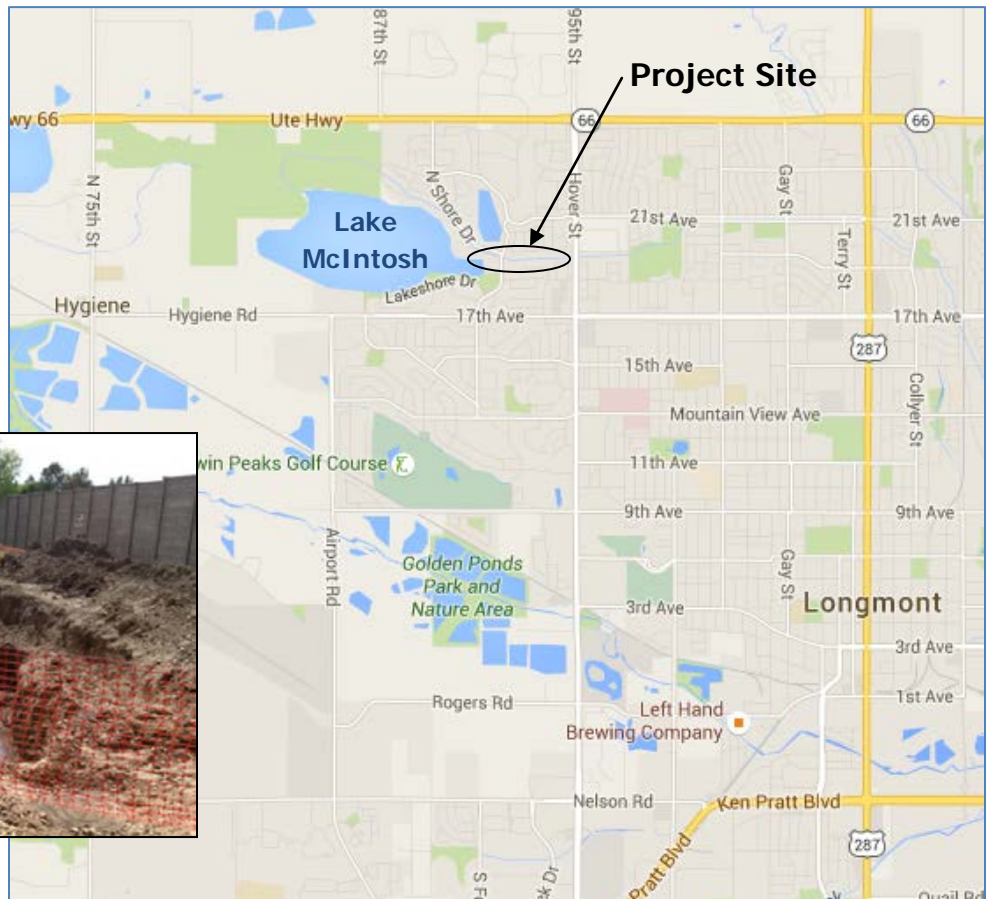 87th St
95th St
Project Site
wy 66
Ute Hwy
66
66
N 75th St
N Shore Dr
Hover St
Gay St
Lake
McIntosh
21st Ave
21st Ave
Terry St
Lakeshore Dr
Hygiene
Hygiene Rd
17th Ave
17th Ave
287
15th Ave
Collyer St
Mountain View Ave
win Peaks Golf Course
11th Ave
9th Ave
9th Ave
Airport Rd
Golden Ponds
Park and
Nature Area
Gay St
3rd Ave
Longmont
3rd Ave
Rogers Rd
1st Ave
Left Hand
Brewing Company
Nelson Rd
Ken Pratt Blvd
287
Pratt Blvd
Quail Rd